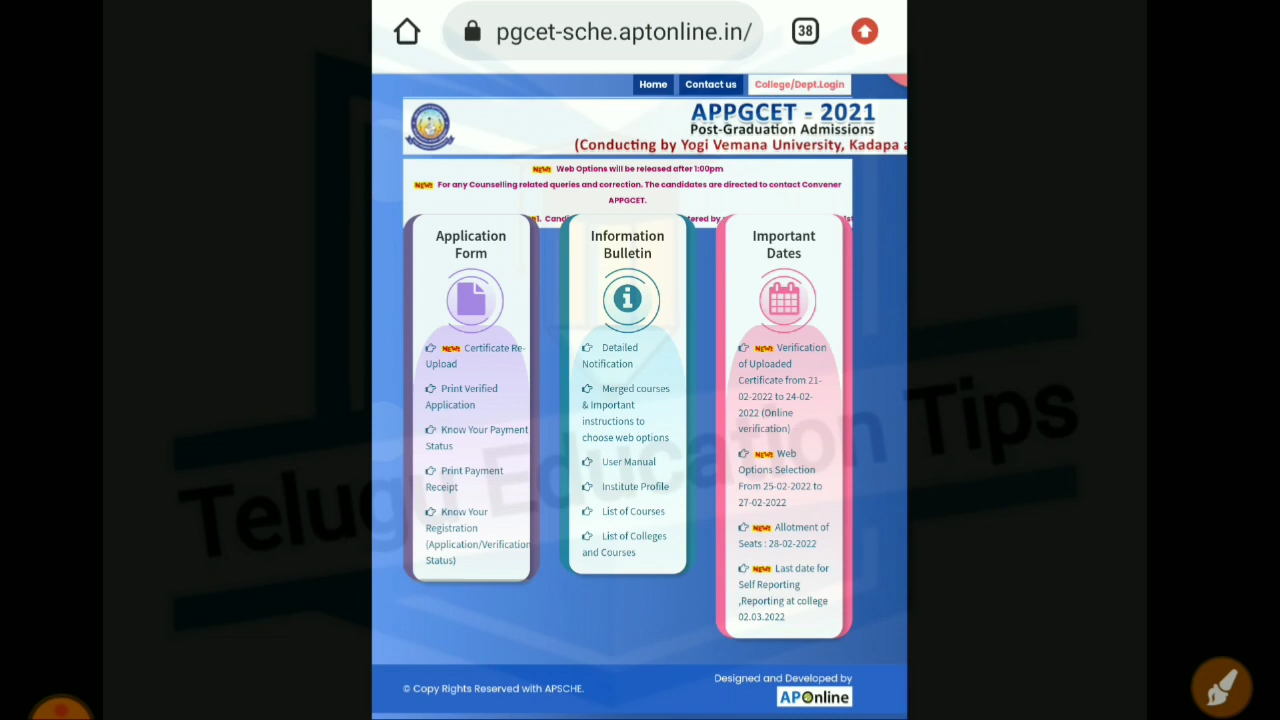 pgcet-sche.aptonline.in/
38
Home
Contact us
College/Dept.Login
APPGCET - 2021
Post-Graduation Admissions
(Conducting by Yogi Vemana University, Kadapa
NEW! Web Options will be released after 1:00pm
NEW! For any Counselling related queries and correction. The candidates are directed to contact Convener
APPGCET.
1.
Application
Form
NEW! Certificate Re-
Upload
Print Verified
Application
Know Your Payment
Status
Print Payment
Receipt
Know Your
Registration
(Application/Verification
Status)
Information
Bulletin
Detailed
Notification
Merged courses
& Important
instructions to
choose web options
User Manual
Institute Profile
List of Courses
List of Colleges
and Courses
Important
Dates
NEW! Verification
of Uploaded
Certificate from 21-
02-2022 to 24-02-
2022 (Online
verification)
NEW! Web
Options Selection
From 25-02-2022 to
27-02-2022
NEW! Allotment of
Seats : 28-02-2022
NEW! Last date for
Self Reporting
,Reporting at college
02.03.2022
Telugu Education Tips
© Copy Rights Reserved with APSCHE.
Designed and Developed by
APOnline